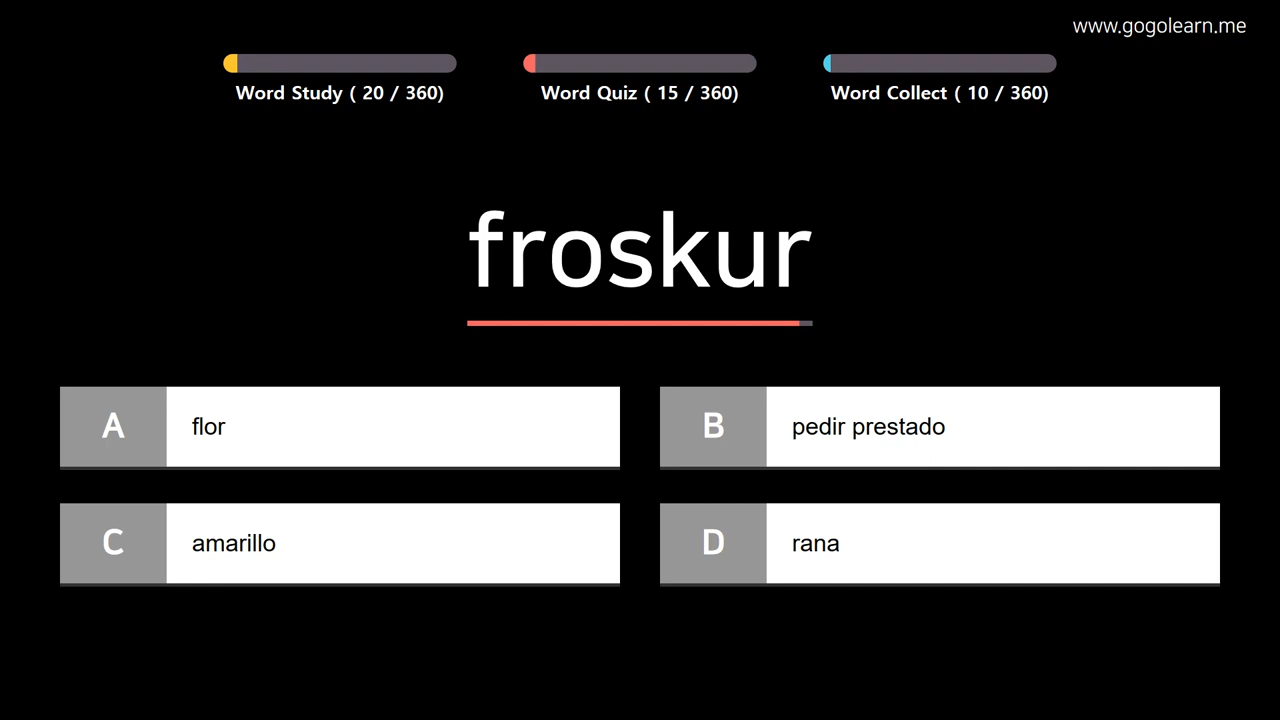 www.gogolearn.me
Word Study ( 20 / 360)
Word Quiz ( 15 / 360)
Word Collect ( 10 / 360)
froskur
A flor
B pedir prestado
C amarillo
D rana